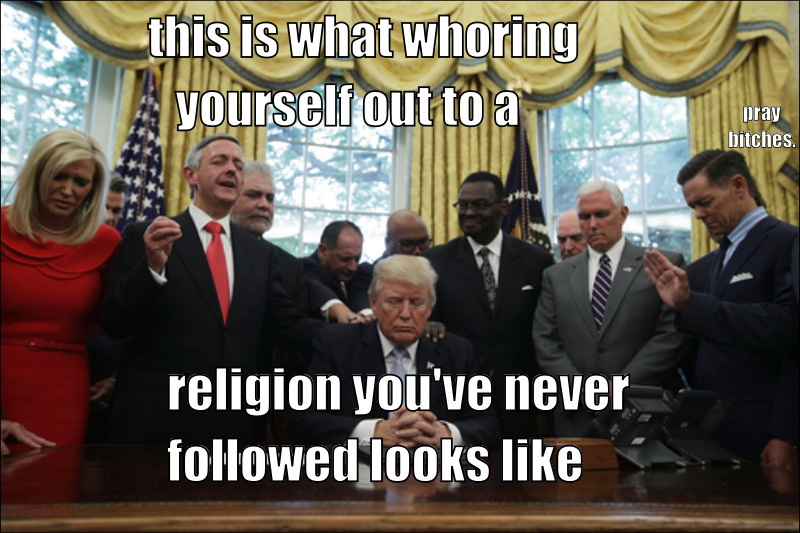 this is what whoring
yourself out to a
pray
bitches.
religion you've never
followed looks like